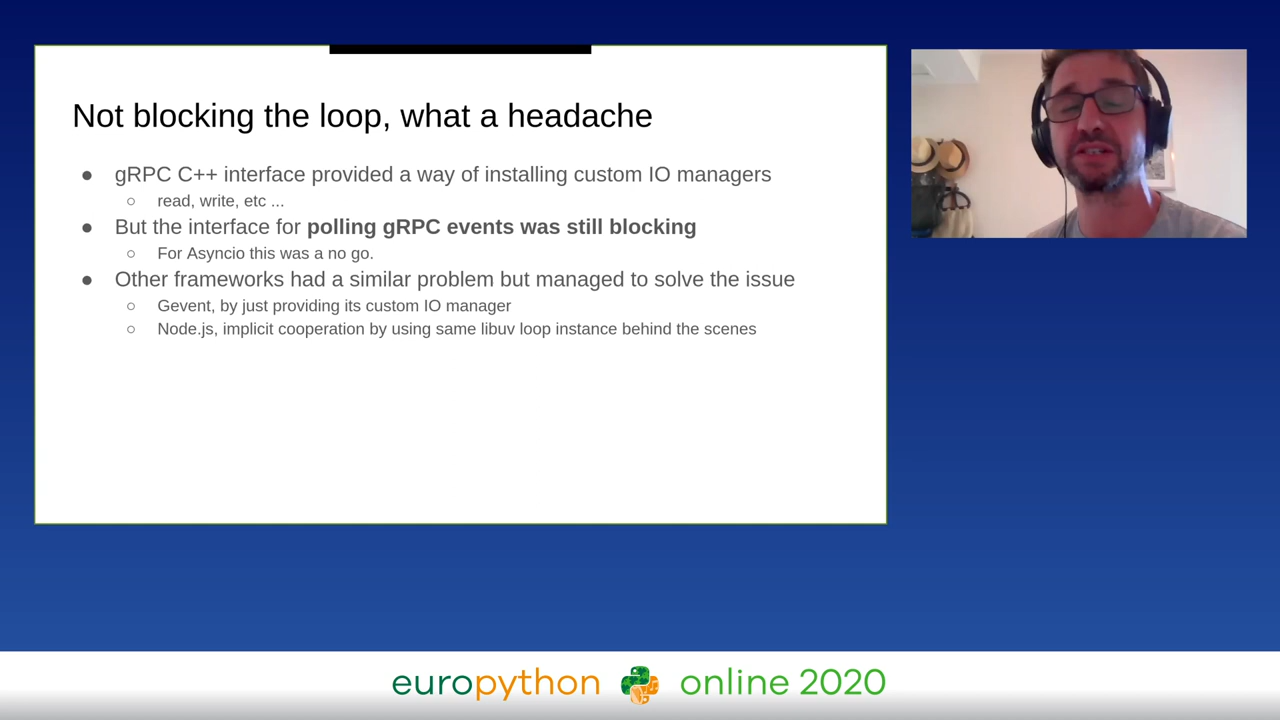 Not blocking the loop, what a headache
● gRPC C++ interface provided a way of installing custom IO managers
○ read, write, etc ...
● But the interface for polling gRPC events was still blocking
○ For Asyncio this was a no go.
● Other frameworks had a similar problem but managed to solve the issue
○ Gevent, by just providing its custom IO manager
○ Node.js, implicit cooperation by using same libuv loop instance behind the scenes
europython online 2020